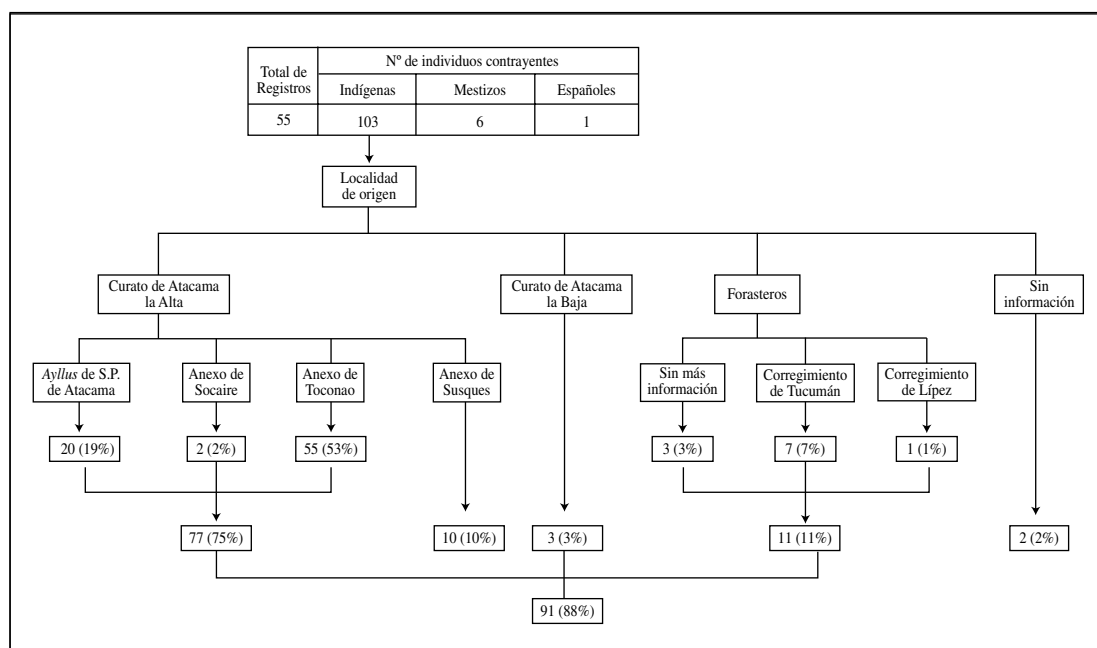 Total de
Registros
Nº de individuos contrayentes
Indígenas Mestizos Españoles
55 103 6 1
Localidad
de origen
Curato de Atacama
la Alta
Curato de Atacama
la Baja
Forasteros
Sin
información
Ayllus de S.P.
de Atacama
Anexo de
Socaire
Anexo de
Toconao
Anexo de
Susques
Sin más
información
Corregimiento
de Tucumán
Corregimiento
de Lípez
20 (19%) 2 (2%) 55 (53%) 3 (3%) 7 (7%) 1 (1%)
77 (75%) 10 (10%) 3 (3%) 11 (11%) 2 (2%)
91 (88%)